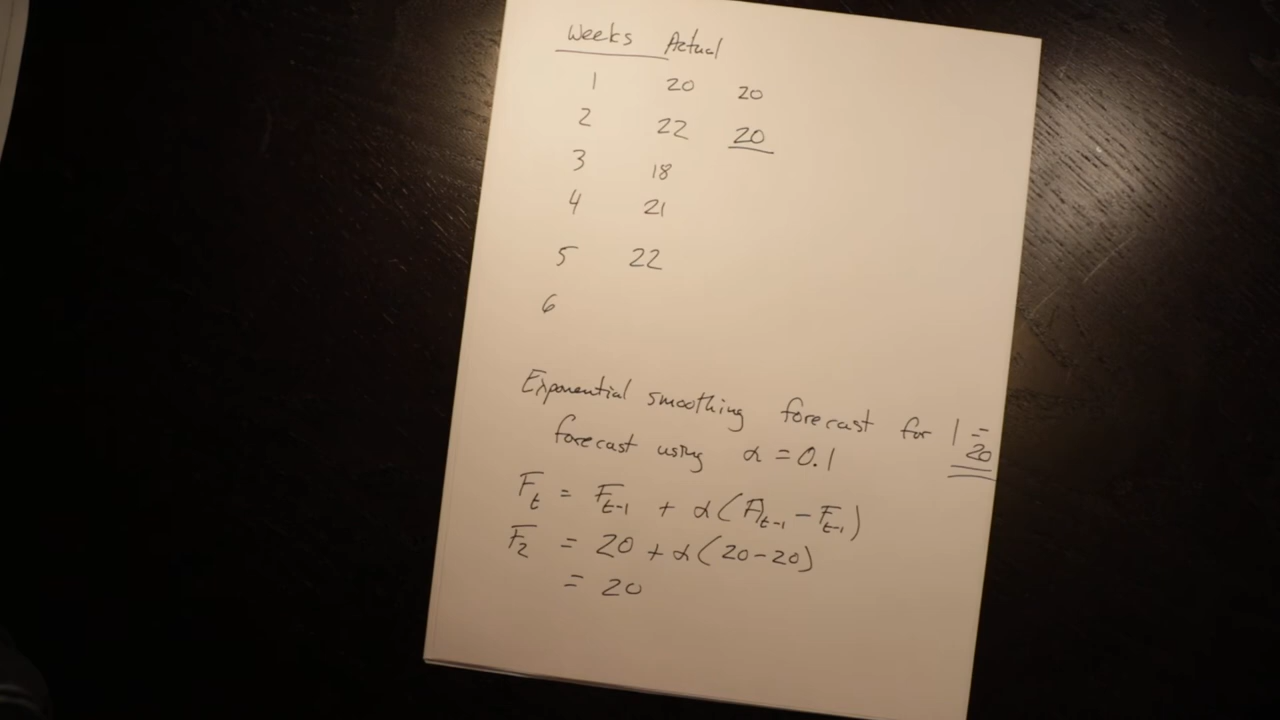 Weeks Actual
1 20 20
2 22 20
3 18
4 21
5 22
6
Exponential smoothing forecast for 1 = 20
forecast using α = 0.1
Fₜ = Fₜ₋₁ + α(Aₜ₋₁ - Fₜ₋₁)
F₂ = 20 + α(20-20)
= 20